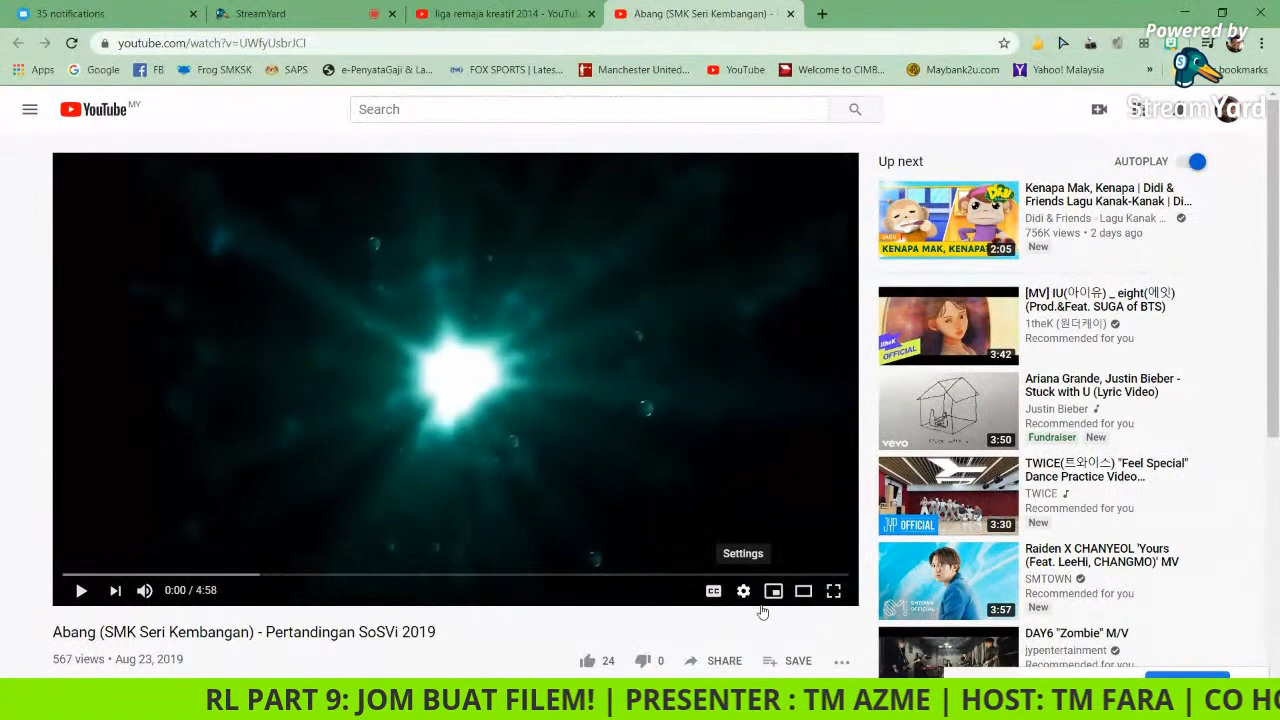 35 notifications
StreamYard
liga remaja kreatif 2014 - YouTu
Abang (SMK Seri Kembangan) -
Powered by
youtube.com/watch?v=UWfyUsbrJCI
Apps
Google
FB
Frog SMKSK
SAPS
e-PenyataGaji & La...
FOX SPORTS | Lates...
Manchester United...
YouTube
Welcome to CIMB...
Maybank2u.com
Yahoo! Malaysia
»
bookmarks
StreamYard
YouTube MY
Search
Up next
AUTOPLAY
Kenapa Mak, Kenapa | Didi &
Friends Lagu Kanak-Kanak | Di...
Didi & Friends - Lagu Kanak ...
756K views • 2 days ago
New
KENAPA MAK, KENAPA
2:05
[MV] IU(아이유) _ eight(에잇)
(Prod.&Feat. SUGA of BTS)
1theK (원더케이)
Recommended for you
OFFICIAL
3:42
Ariana Grande, Justin Bieber -
Stuck with U (Lyric Video)
Justin Bieber
Recommended for you
Fundraiser New
vevo
3:50
TWICE(트와이스) "Feel Special"
Dance Practice Video...
TWICE
Recommended for you
New
JYP OFFICIAL
3:30
Raiden X CHANYEOL 'Yours
(Feat. LeeHi, CHANGMO)' MV
SMTOWN
Recommended for you
New
3:57
DAY6 "Zombie" M/V
jypentertainment
Recommended for you
Settings
0:00 / 4:58
CC
Abang (SMK Seri Kembangan) - Pertandingan SoSVi 2019
567 views • Aug 23, 2019
24
0
SHARE
SAVE
RL PART 9: JOM BUAT FILEM! | PRESENTER : TM AZME | HOST: TM FARA | CO HO